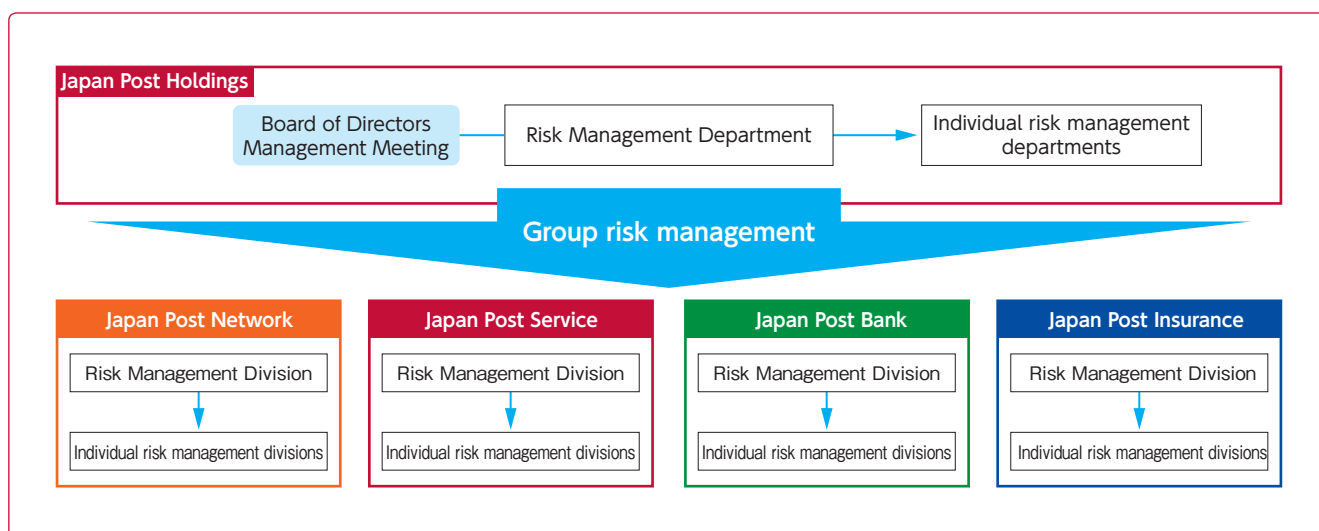 Japan Post Holdings
Board of Directors
Management Meeting
Risk Management Department
Individual risk management
departments
Group risk management
Japan Post Network
Risk Management Division
Individual risk management divisions
Japan Post Service
Risk Management Division
Individual risk management divisions
Japan Post Bank
Risk Management Division
Individual risk management divisions
Japan Post Insurance
Risk Management Division
Individual risk management divisions